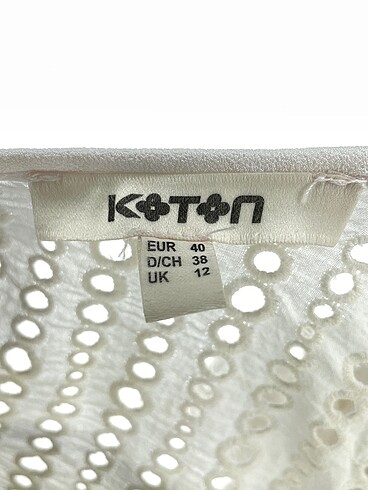 KOTON
EUR 40
D/CH 38
UK 12